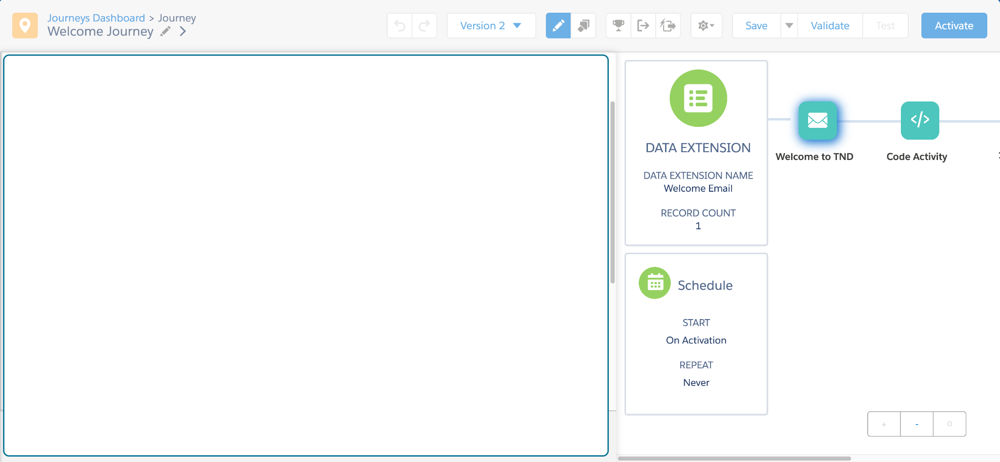 Journeys Dashboard > Journey
Welcome Journey
Version 2
Save
Validate
Test
Activate
DATA EXTENSION
DATA EXTENSION NAME
Welcome Email
RECORD COUNT
1
Welcome to TND
</>
Code Activity
Schedule
START
On Activation
REPEAT
Never
+
-